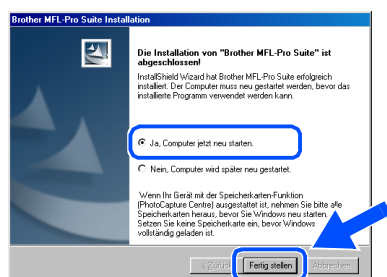 Brother MFL-Pro Suite Installation
Die Installation von "Brother MFL-Pro Suite" ist
abgeschlossen!
InstallShield Wizard hat Brother MFL-Pro Suite erfolgreich
installiert. Der Computer muss neu gestartet werden, bevor das
installierte Programm verwendet werden kann.
Ja, Computer jetzt neu starten.
Nein, Computer wird später neu gestartet.
Wenn Ihr Gerät mit der Speicherkarten-Funktion
(PhotoCapture Centre) ausgestattet ist, nehmen Sie bitte alle
Speicherkarten heraus, bevor Sie Windows neu starten.
Setzen Sie keine Speicherkarte ein, bevor Windows
vollständig geladen ist.
< Zurück Fertig stellen Abbrechen